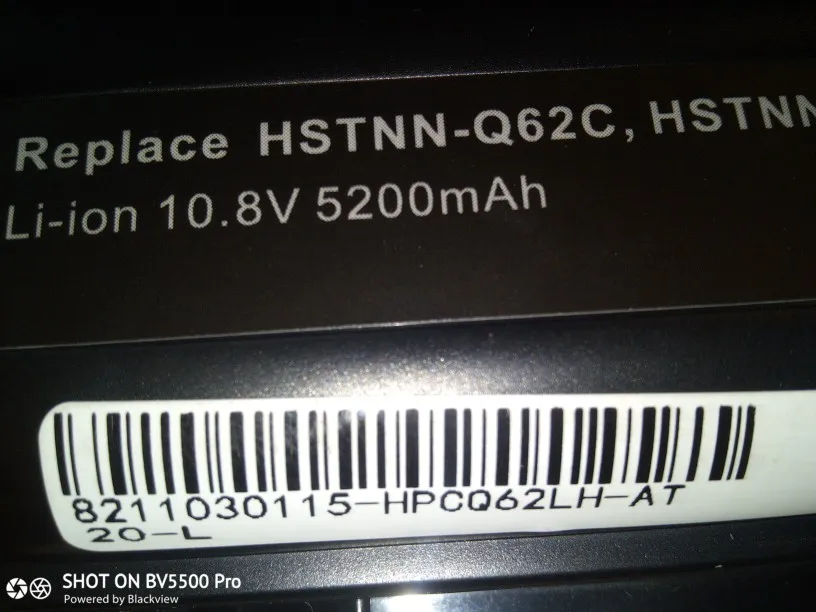 Replace HSTNN-Q62C, HSTNN
Li-ion 10.8V 5200mAh
8211030115-HPCQ62LH-AT
20-L
SHOT ON BV5500 Pro
Powered by Blackview